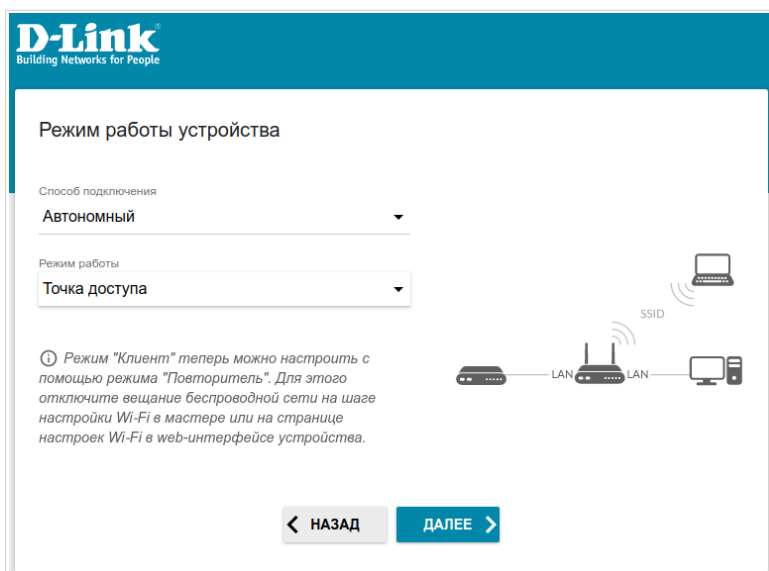 D-Link
Building Networks for People
Режим работы устройства
Способ подключения
Автономный
Режим работы
Точка доступа
Режим "Клиент" теперь можно настроить с
помощью режима "Повторитель". Для этого
отключите вещание беспроводной сети на шаге
настройки Wi-Fi в мастере или на странице
настроек Wi-Fi в web-интерфейсе устройства.
SSID
LAN
LAN
НАЗАД
ДАЛЕЕ